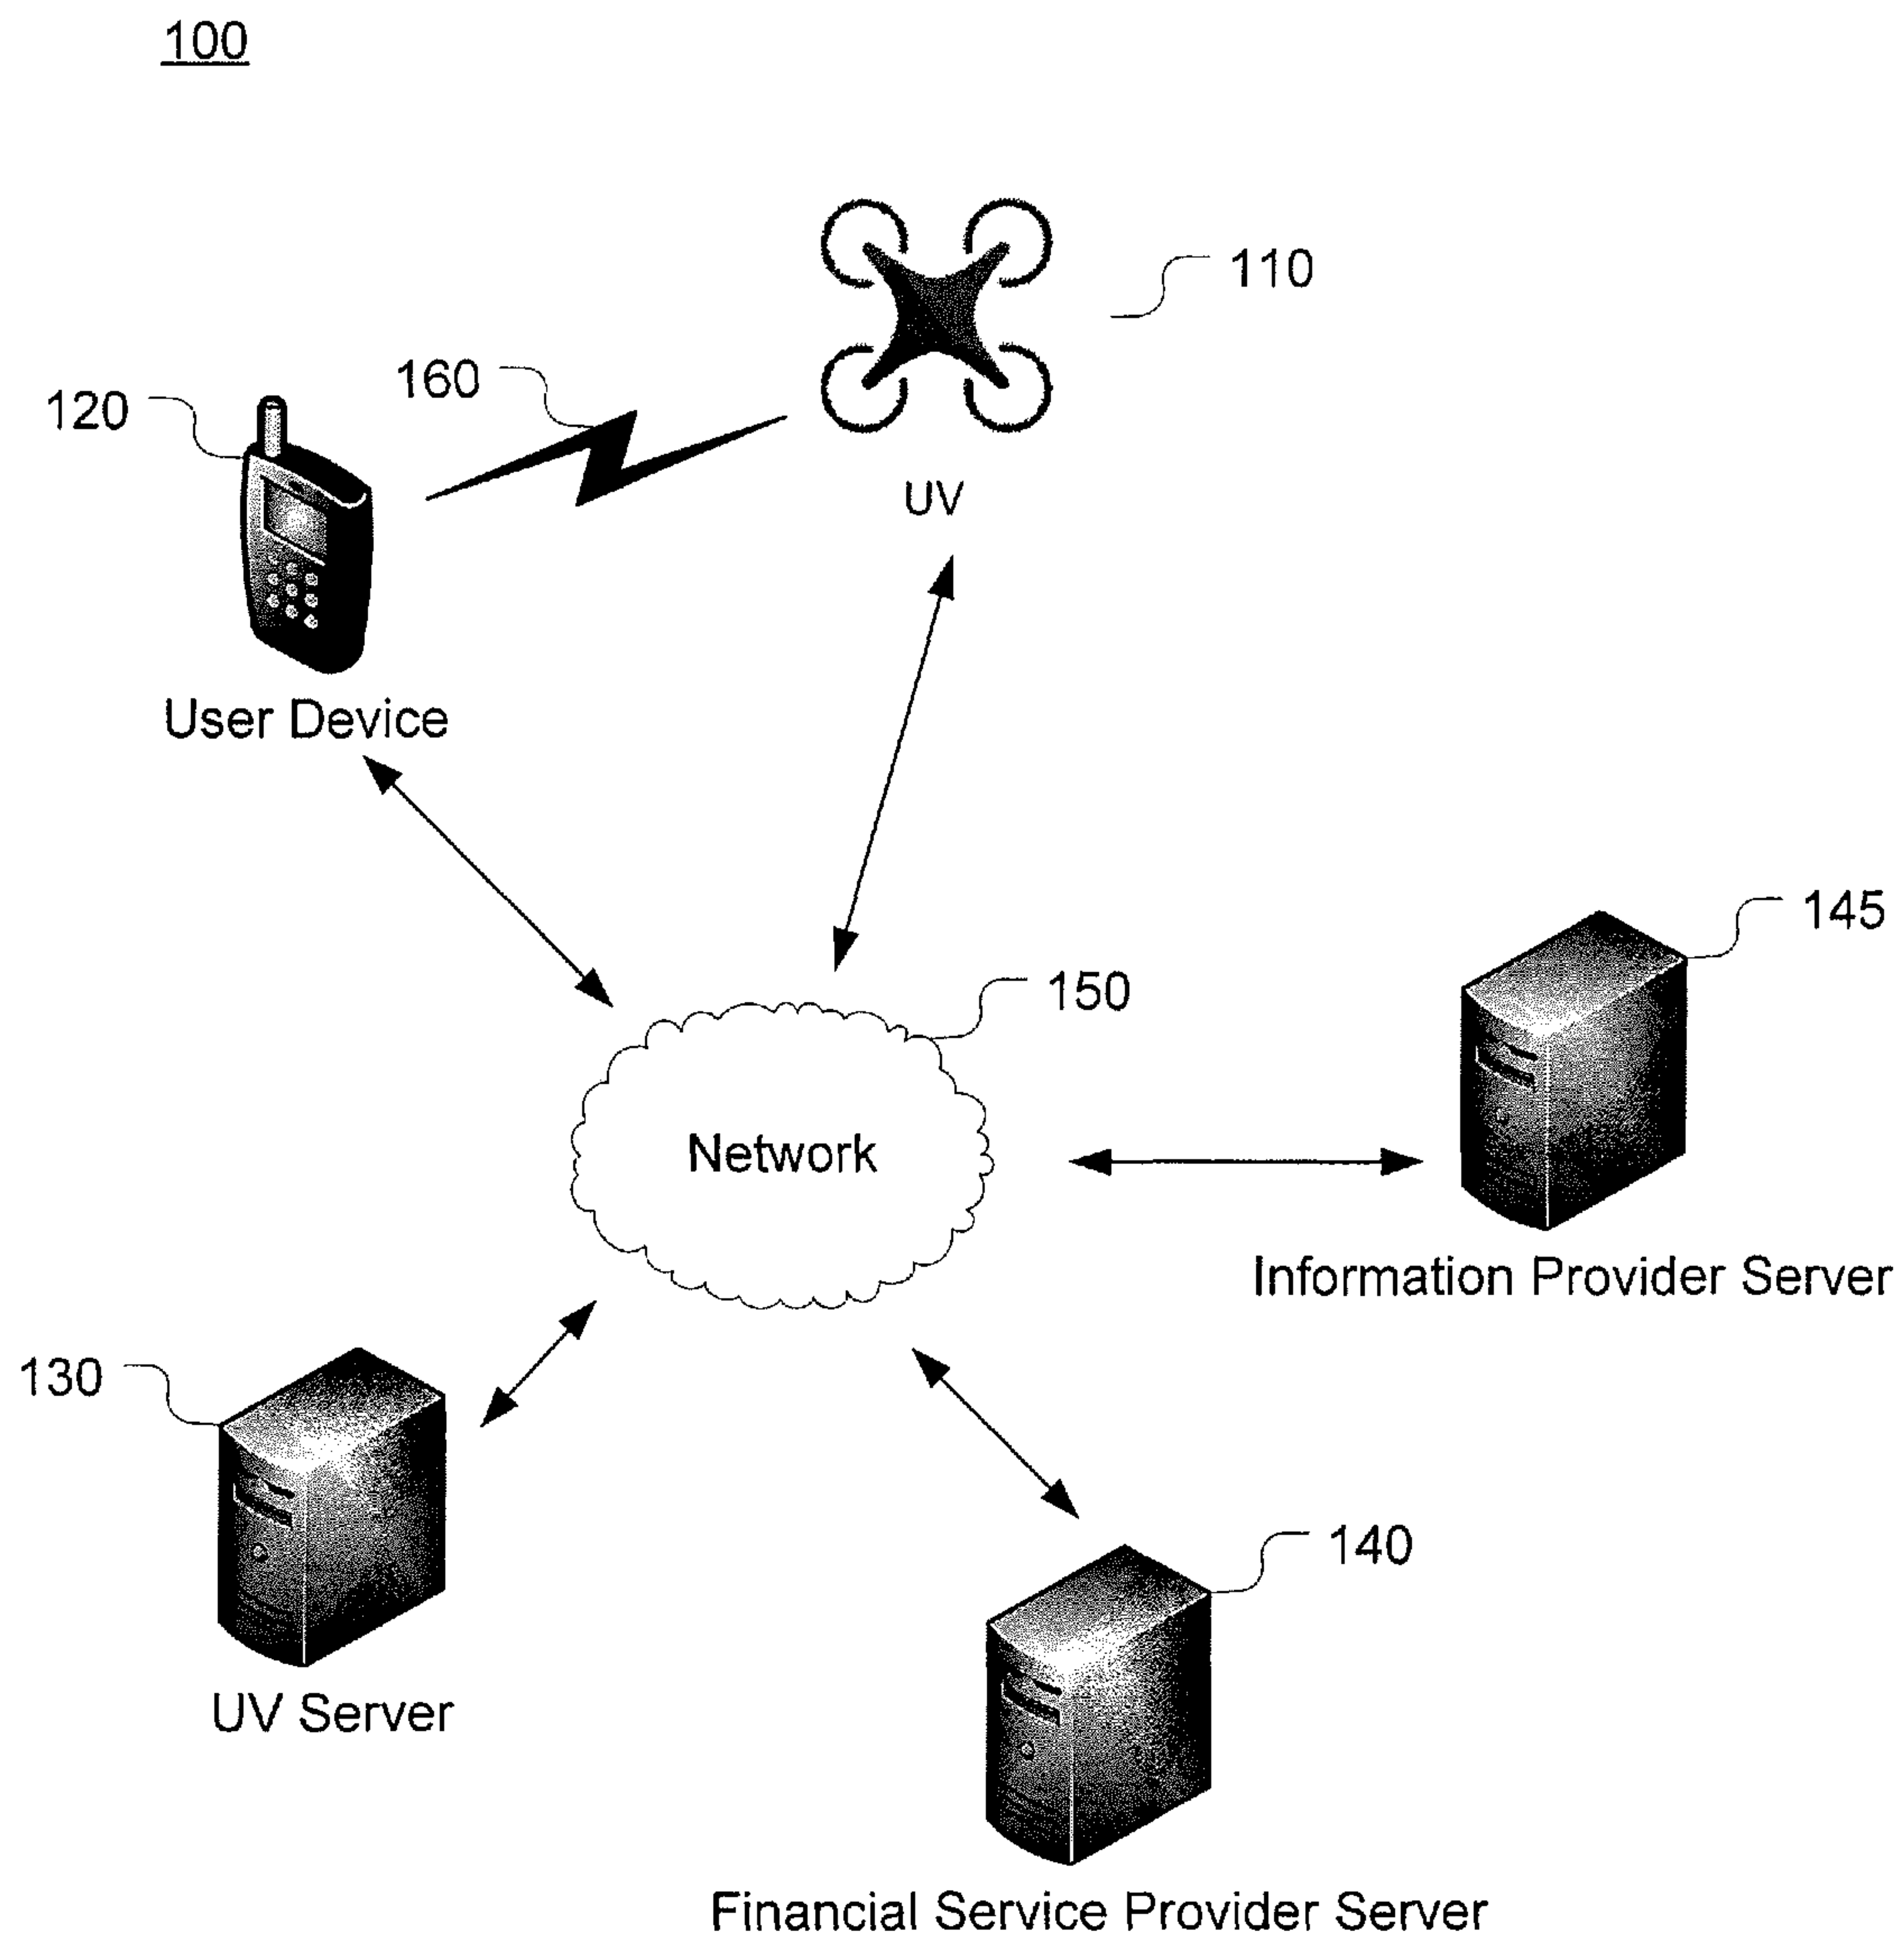 100
110
160
120
UV
User Device
145
150
Network
Information Provider Server
130
140
UV Server
Financial Service Provider Server